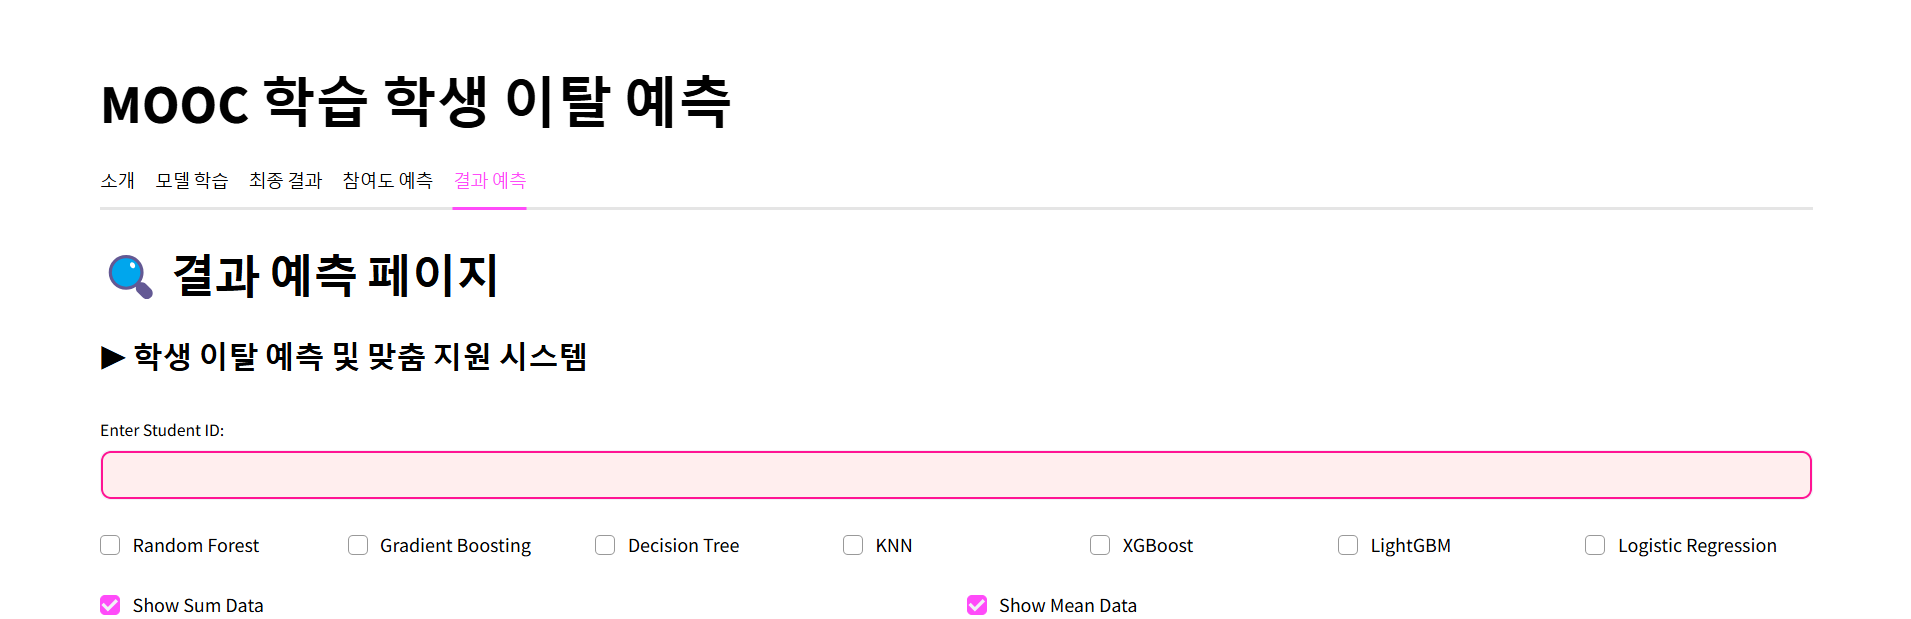 MOOC 학습 학생 이탈 예측
소개 모델 학습 최종 결과 참여도 예측 결과 예측
결과 예측 페이지
▶ 학생 이탈 예측 및 맞춤 지원 시스템
Enter Student ID:
Random Forest Gradient Boosting Decision Tree KNN XGBoost LightGBM Logistic Regression
Show Sum Data Show Mean Data